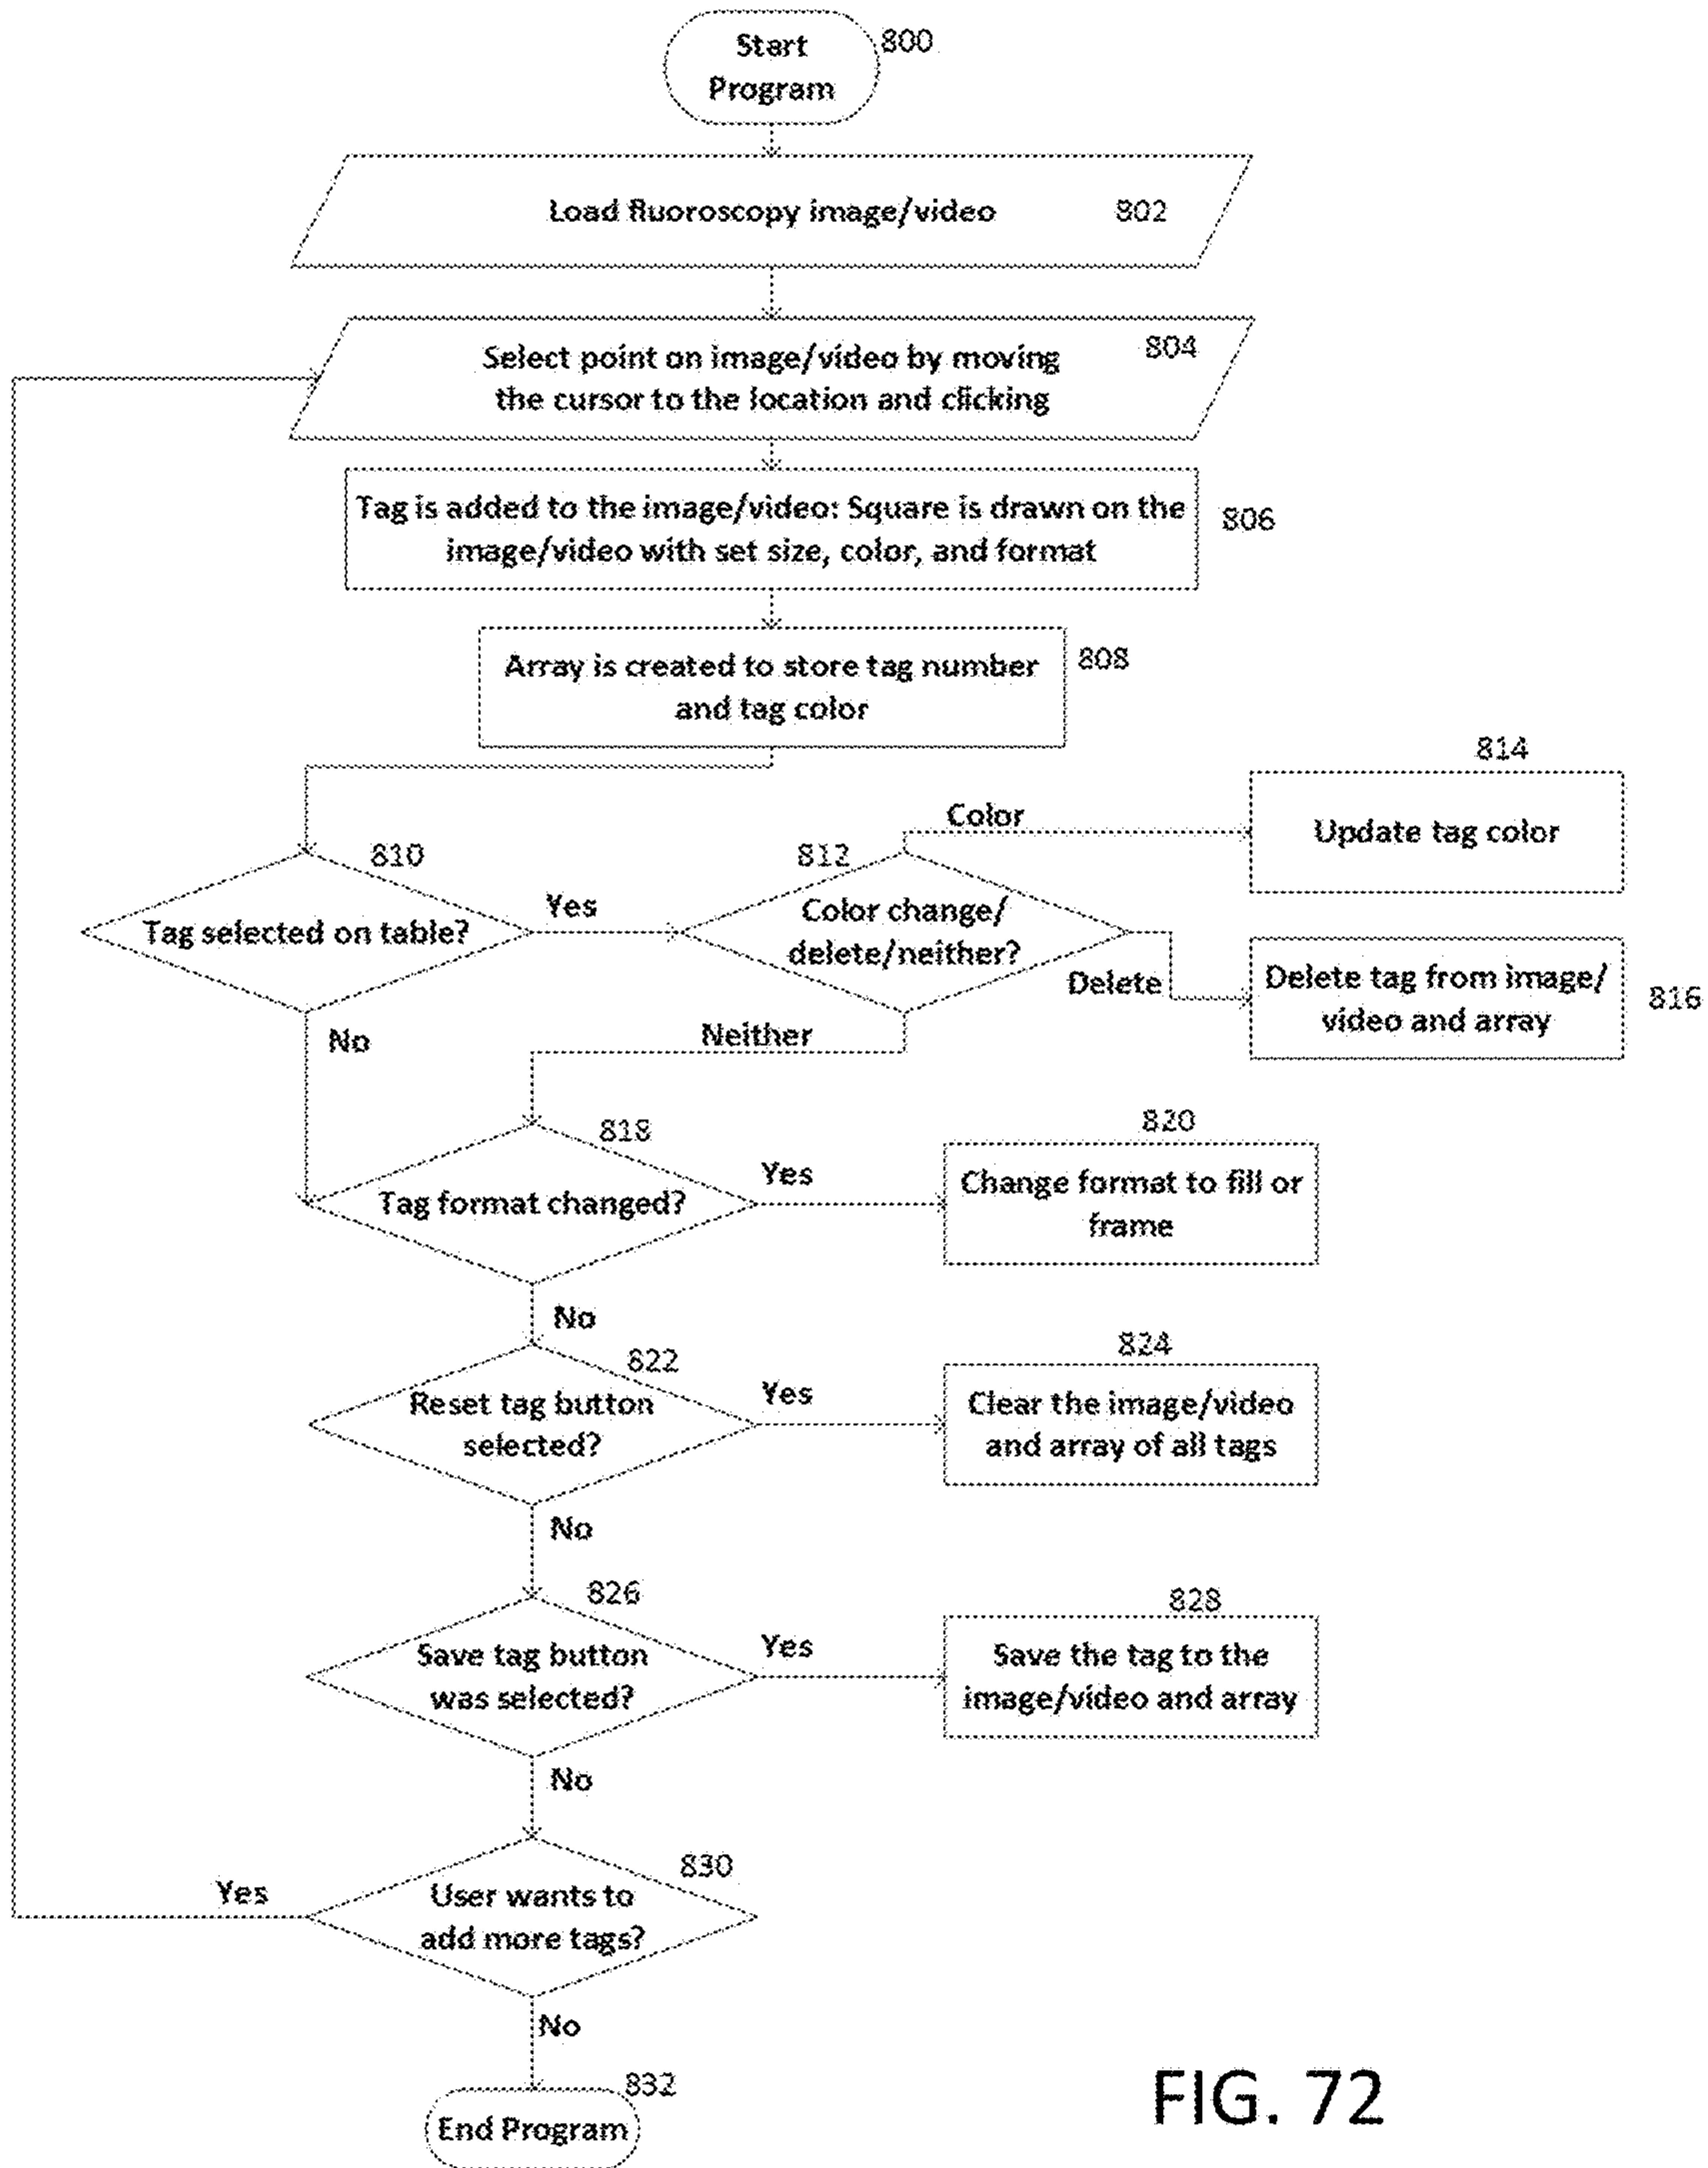 Start
Program
800
Load fluoroscopy image/video
802
Select point on image/video by moving
the cursor to the location and clicking
804
Tag is added to the image/video: Square is drawn on the
image/video with set size, color, and format
806
Array is created to store tag number
and tag color
808
810
Tag selected on table?
Yes
No
812
Color change/
delete/neither?
Color
Delete
Neither
814
Update tag color
Delete tag from image/
video and array
816
818
Tag format changed?
Yes
No
820
Change format to fill or
frame
822
Reset tag button
selected?
Yes
No
824
Clear the image/video
and array of all tags
826
Save tag button
was selected?
Yes
No
828
Save the tag to the
image/video and array
830
User wants to
add more tags?
Yes
No
832
End Program
FIG. 72